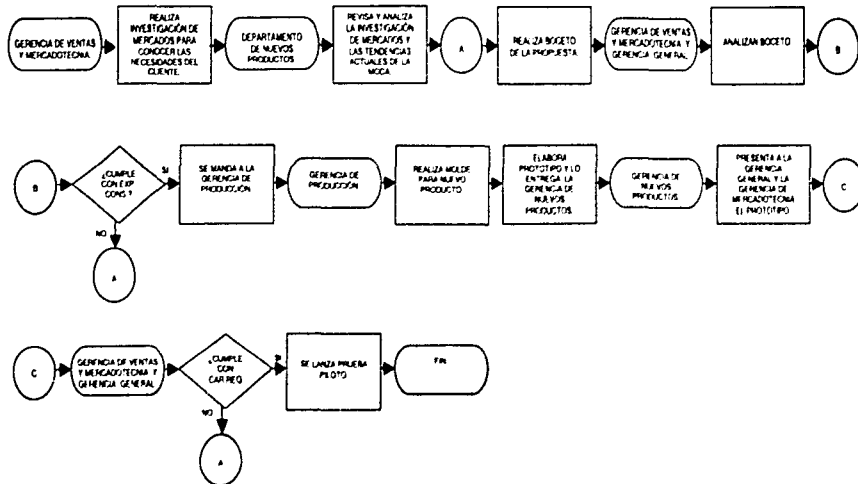 GERENCIA DE VENTAS
Y MERCADOTECNIA.
REALIZA
INVESTIGACIÓN DE
MERCADOS PARA
CONOCER LAS
NECESIDADES DEL
CLIENTE.
DEPARTAMENTO
DE NUEVOS
PRODUCTOS
REVISA Y ANALIZA
LA INVESTIGACIÓN
DE MERCADOS Y
LAS TENDENCIAS
ACTUALES DE LA
MODA
A
REALIZA BOCETO
DE LA PROPUESTA
GERENCIA DE VENTAS
Y MERCADOTECNIA Y
GERENCIA GENERAL
ANALIZAN BOCETO
B
B
¿CUMPLE
CON EXP
CONS.?
SI
NO
A
SE MANDA A LA
GERENCIA DE
PRODUCCIÓN
GERENCIA DE
PRODUCCIÓN
REALIZA MOLDE
PARA NUEVO
PRODUCTO
ELABORA
PROTOTIPO Y LO
ENTREGA LA
GERENCIA DE
NUEVOS
PRODUCTOS
GERENCIA DE
NUEVOS
PRODUCTOS
PRESENTA A LA
GERENCIA
GENERAL Y LA
GERENCIA DE
MERCADOTECNIA
EL PROTOTIPO
C
C
GERENCIA DE VENTAS
Y MERCADOTECNIA Y
GERENCIA GENERAL
¿CUMPLE
CON
CAR REQ
SI
NO
A
SE LANZA PRUEBA
PILOTO
FIN